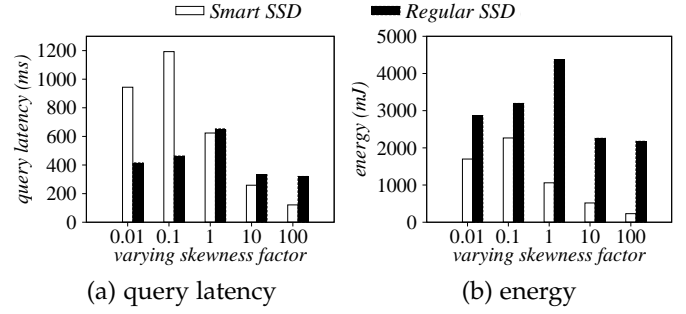 Smart SSD Regular SSD
query latency (ms)
1200
1000
800
600
400
200
0
0.01 0.1 1 10 100
varying skewness factor
(a) query latency
energy (mJ)
5000
4000
3000
2000
1000
0
0.01 0.1 1 10 100
varying skewness factor
(b) energy